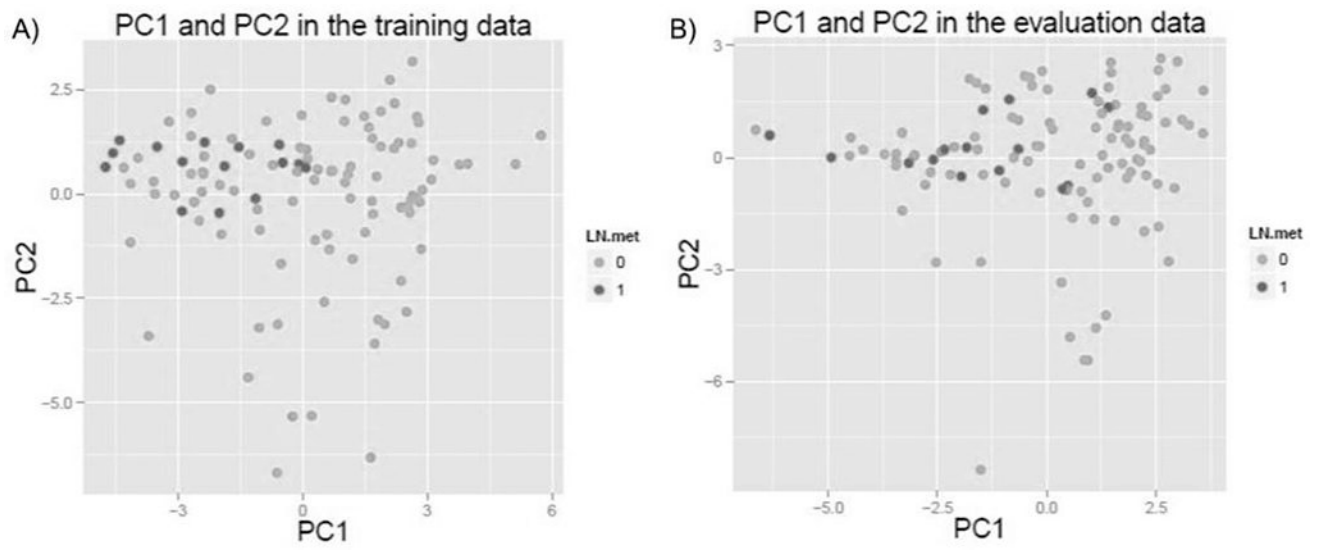 A)
PC1 and PC2 in the training data
2.5
0.0
−2.5
−5.0
PC2
−3
0
3
6
PC1
LN.met
0
1
B)
PC1 and PC2 in the evaluation data
3
0
−3
−6
PC2
−5.0
−2.5
0.0
2.5
PC1
LN.met
0
1